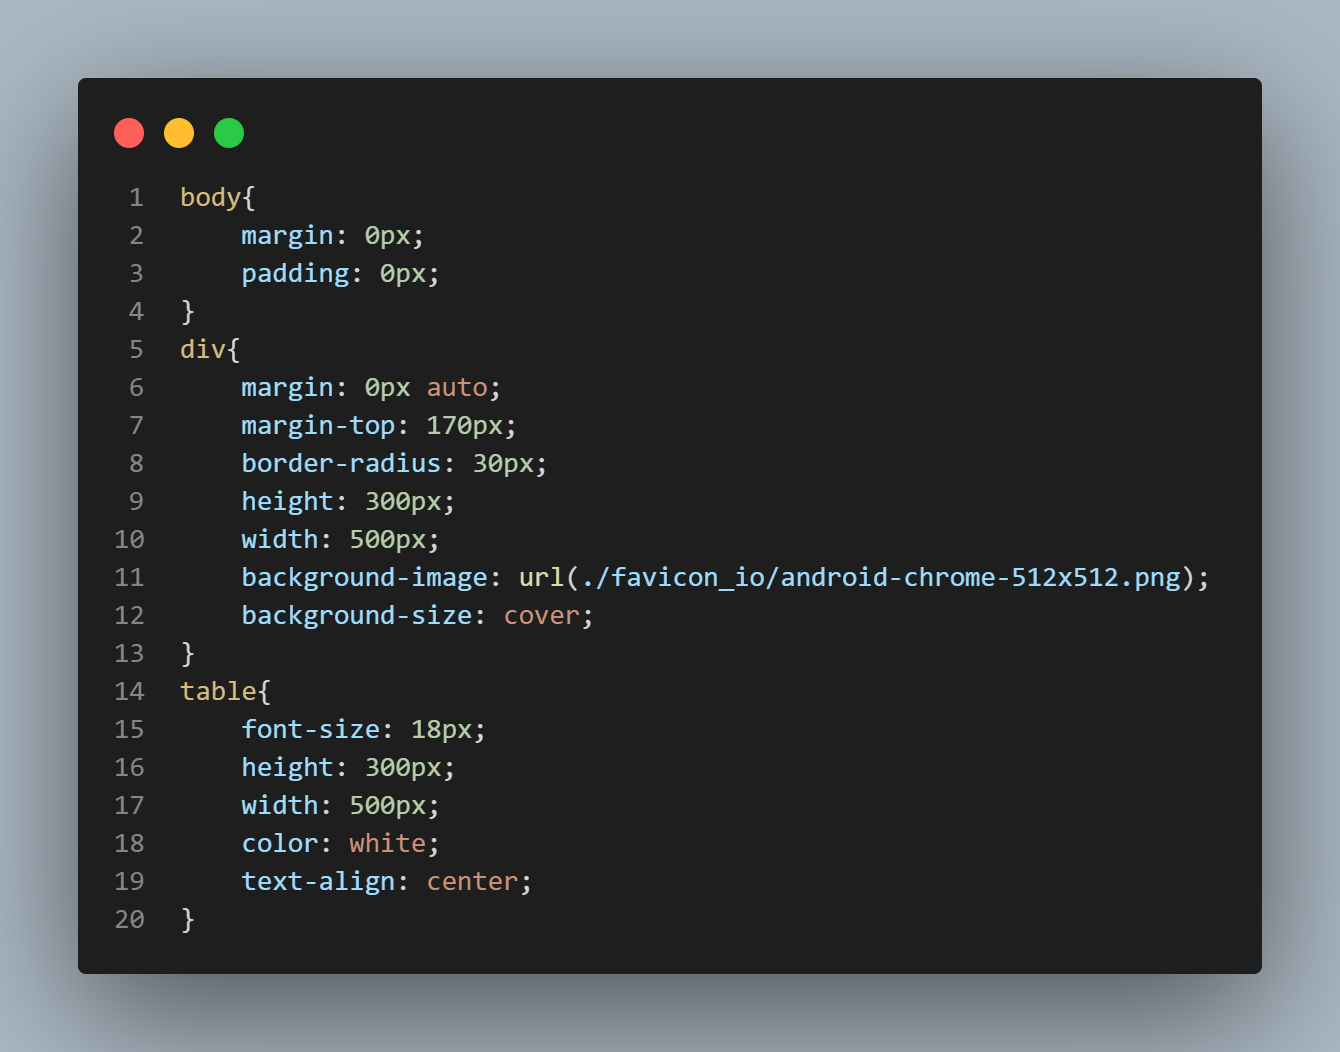 1 body{
2     margin: 0px;
3     padding: 0px;
4 }
5 div{
6     margin: 0px auto;
7     margin-top: 170px;
8     border-radius: 30px;
9     height: 300px;
10     width: 500px;
11     background-image: url(./favicon_io/android-chrome-512x512.png);
12     background-size: cover;
13 }
14 table{
15     font-size: 18px;
16     height: 300px;
17     width: 500px;
18     color: white;
19     text-align: center;
20 }